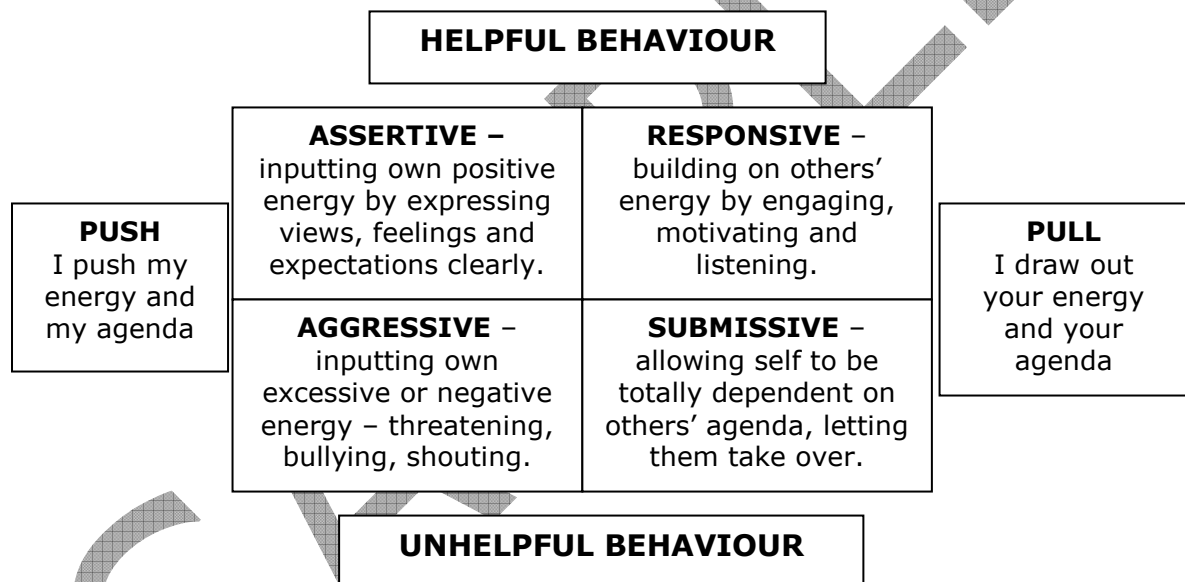 HELPFUL BEHAVIOUR
ASSERTIVE –
inputting own positive
energy by expressing
views, feelings and
expectations clearly.
RESPONSIVE –
building on others’
energy by engaging,
motivating and
listening.
PUSH
I push my
energy and
my agenda
PULL
I draw out
your energy
and your
agenda
AGGRESSIVE –
inputting own
excessive or negative
energy – threatening,
bullying, shouting.
SUBMISSIVE –
allowing self to be
totally dependent on
others’ agenda, letting
them take over.
UNHELPFUL BEHAVIOUR